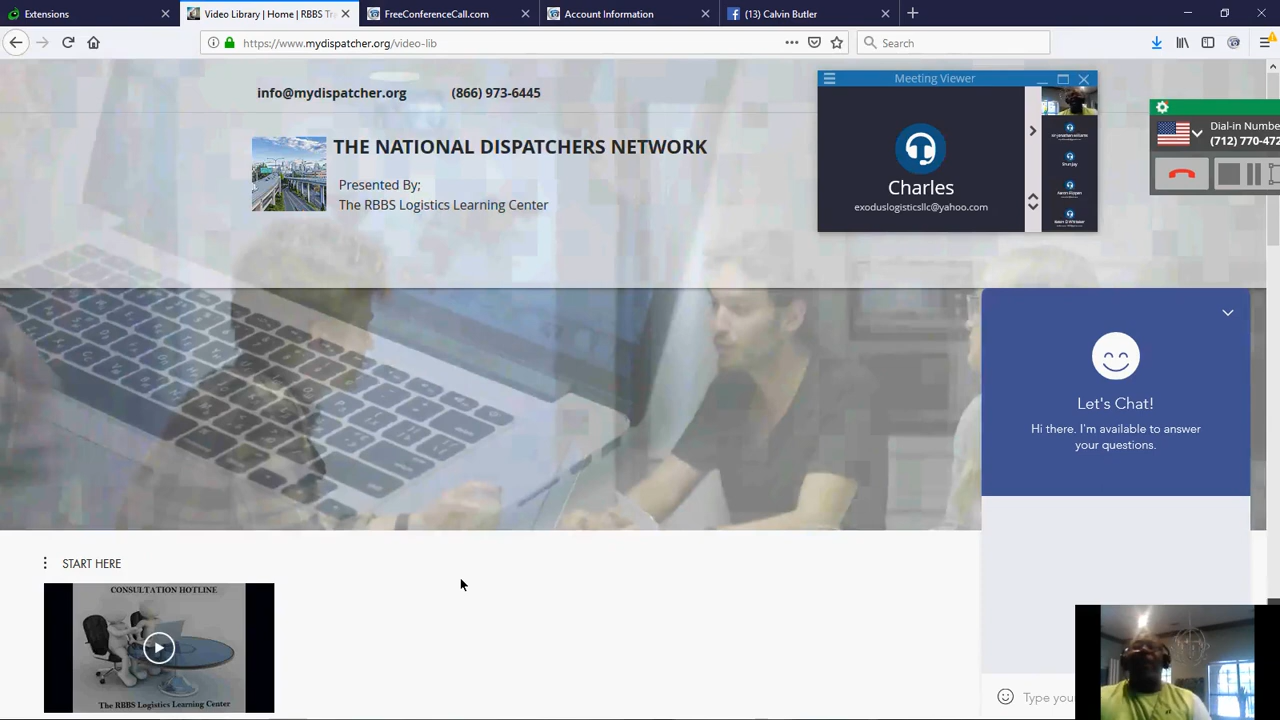 Extensions
Video Library | Home | RBBS Tr
FreeConferenceCall.com
Account Information
(13) Calvin Butler
https://www.mydispatcher.org/video-lib
Search
info@mydispatcher.org
(866) 973-6445
Meeting Viewer
THE NATIONAL DISPATCHERS NETWORK
Presented By;
The RBBS Logistics Learning Center
Charles
exoduslogisticsllc@yahoo.com
Dial-in Numbe
(712) 770-472
Let's Chat!
Hi there. I'm available to answer
your questions.
START HERE
CONSULTATION HOTLINE
The RBBS Logistics Learning Center
Type you